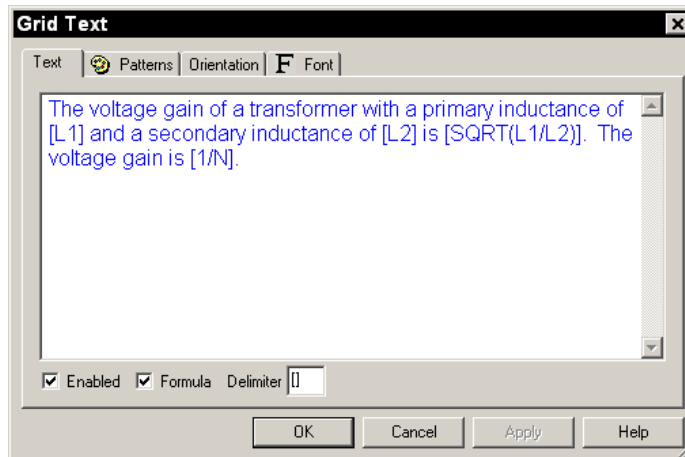 Grid Text
Text Patterns Orientation F Font
The voltage gain of a transformer with a primary inductance of
[L1] and a secondary inductance of [L2] is [SQRT(L1/L2)].  The
voltage gain is [1/N].
Enabled Formula Delimiter []
OK Cancel Apply Help